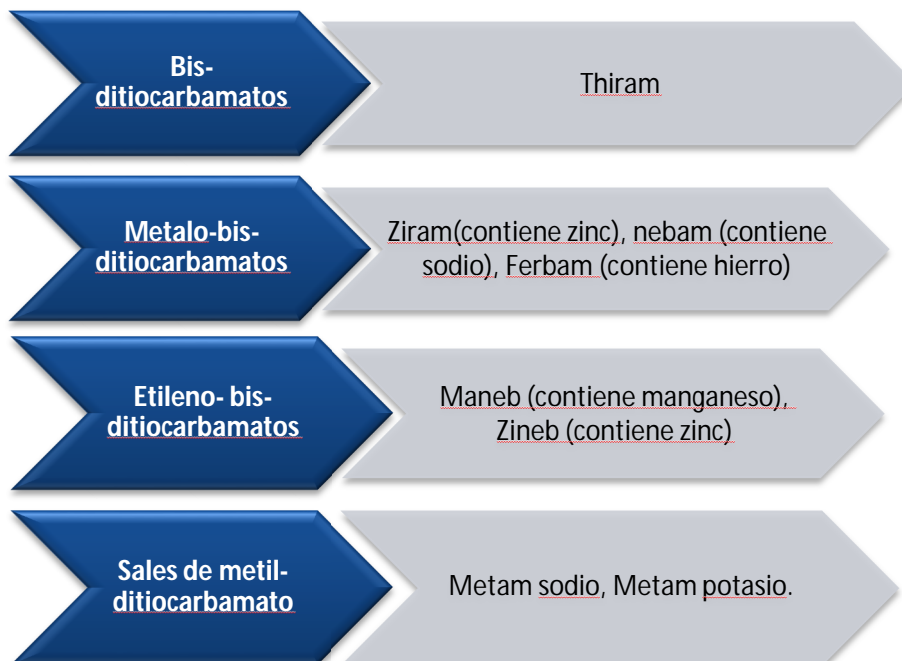 Bis-
ditiocarbamatos
Thiram
Metalo-bis-
ditiocarbamatos
Ziram(contiene zinc), nebam (contiene
sodio), Ferbam (contiene hierro)
Etileno- bis-
ditiocarbamatos
Maneb (contiene manganeso),
Zineb (contiene zinc)
Sales de metil-
ditiocarbamato
Metam sodio, Metam potasio.